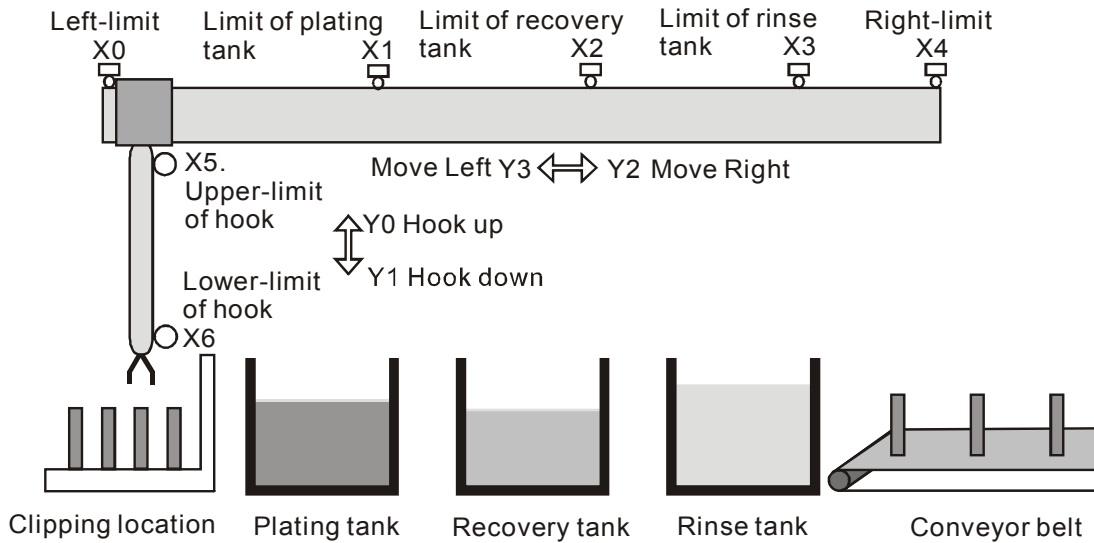 Left-limit
X0
Limit of plating
tank
X1
Limit of recovery
tank
X2
Limit of rinse
tank
X3
Right-limit
X4
X5.
Upper-limit
of hook
Move Left Y3
Y2 Move Right
Y0 Hook up
Y1 Hook down
Lower-limit
of hook
X6
Clipping location
Plating tank
Recovery tank
Rinse tank
Conveyor belt